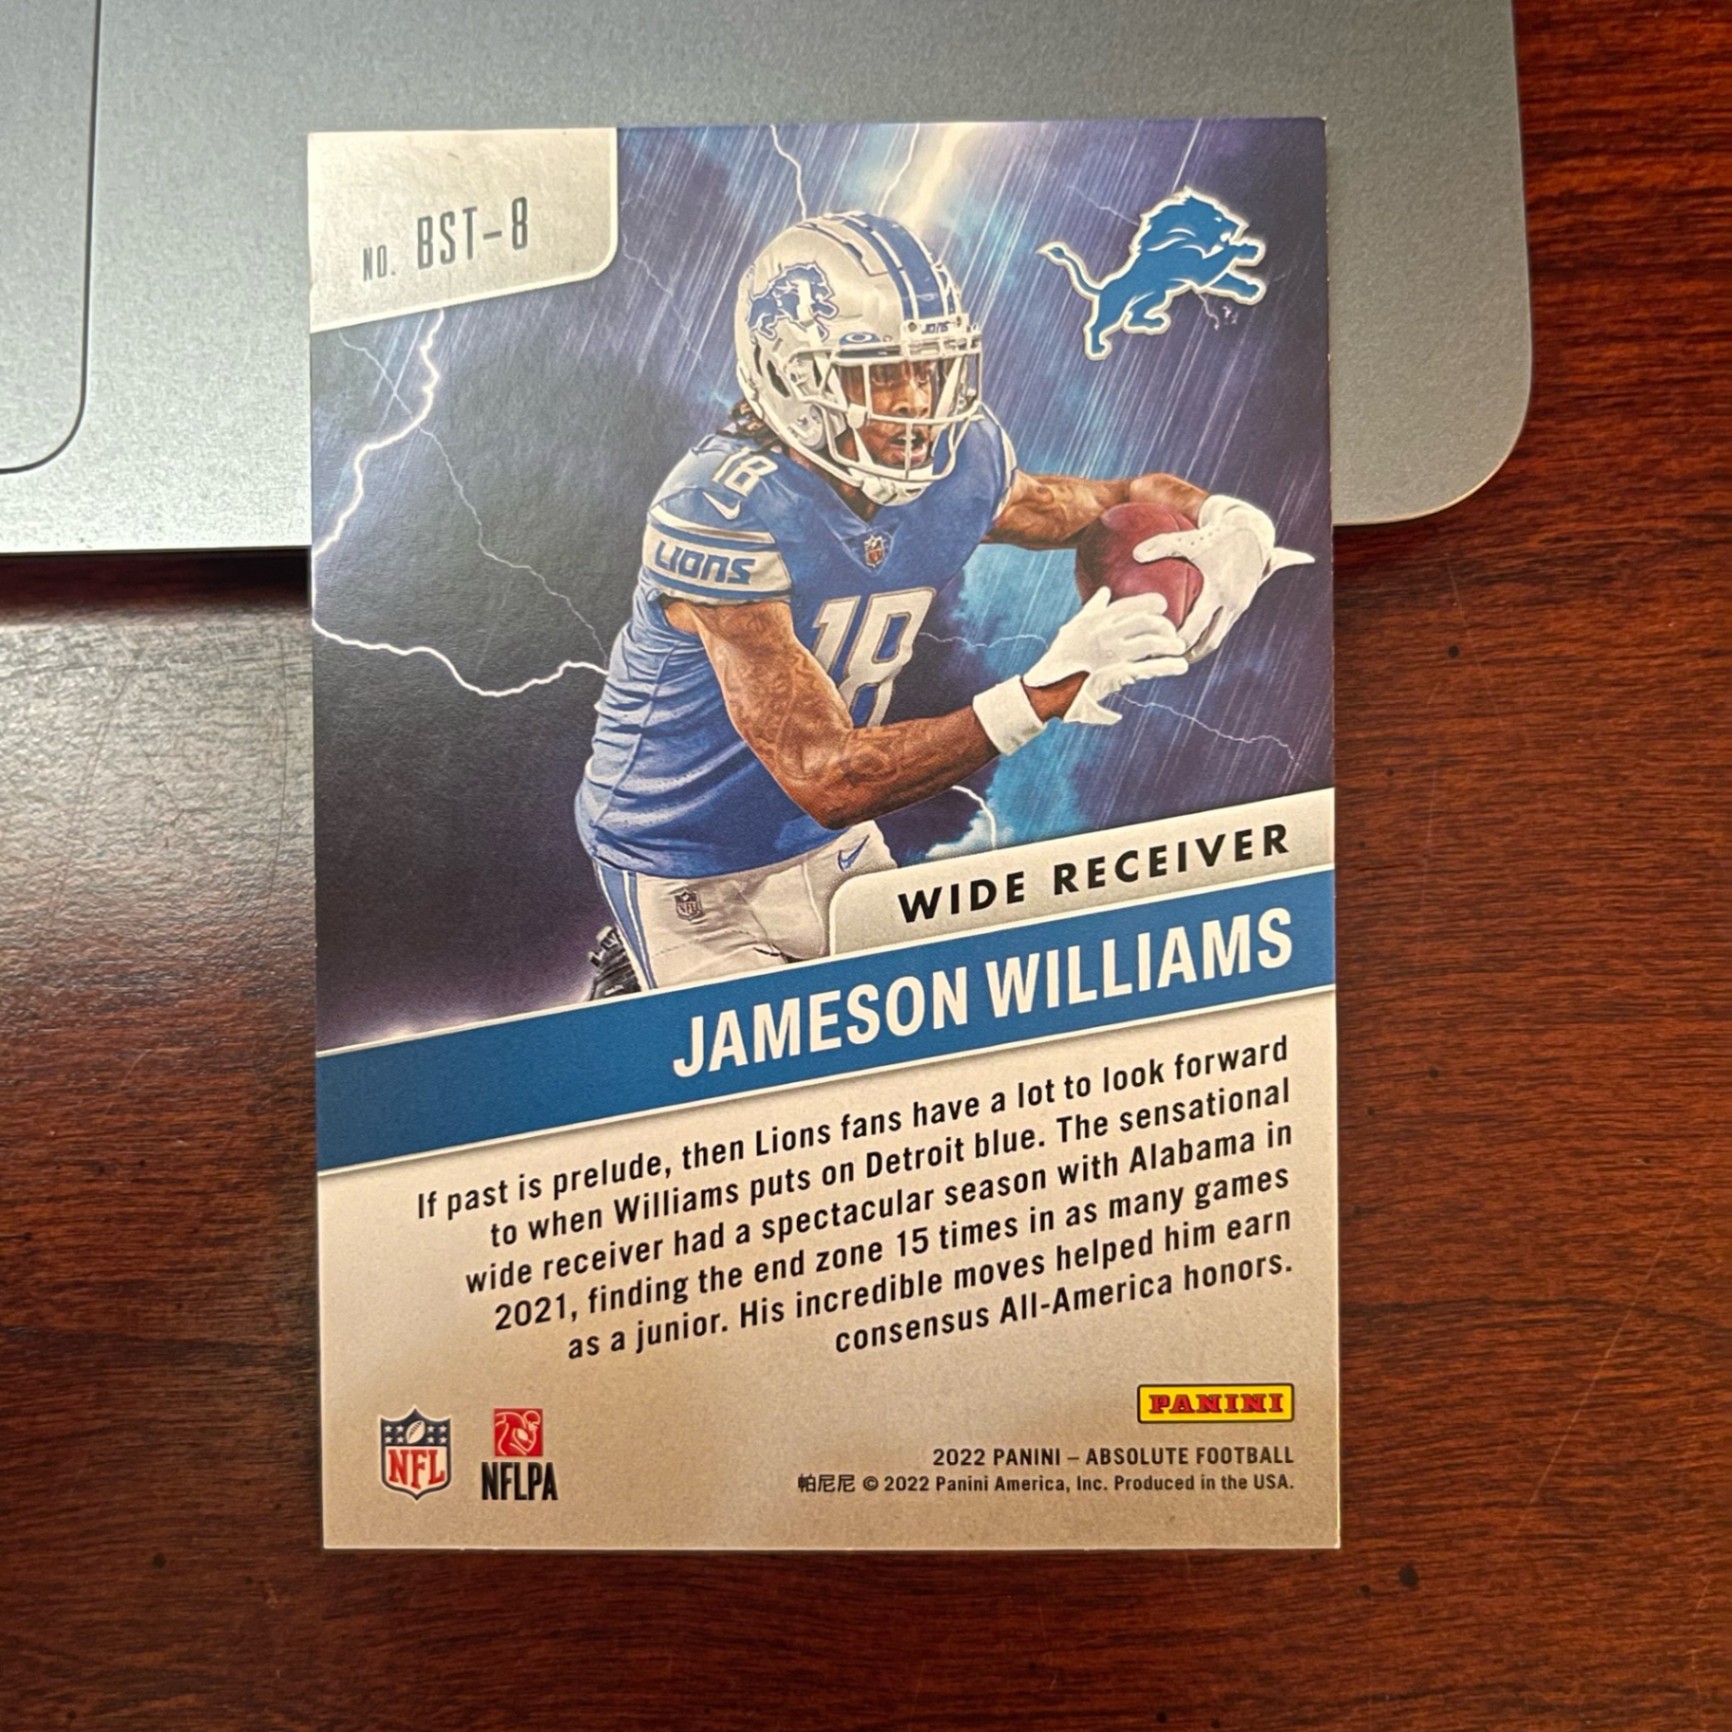 NO. BST-8
JONS
18
LIONS
18
NFL
WIDE RECEIVER
JAMESON WILLIAMS
If past is prelude, then Lions fans have a lot to look forward
to when Williams puts on Detroit blue. The sensational
wide receiver had a spectacular season with Alabama in
2021, finding the end zone 15 times in as many games
as a junior. His incredible moves helped him earn
consensus All-America honors.
PANINI
NFL
NFLPA
2022 PANINI – ABSOLUTE FOOTBALL
帕尼尼 © 2022 Panini America, Inc. Produced in the USA.